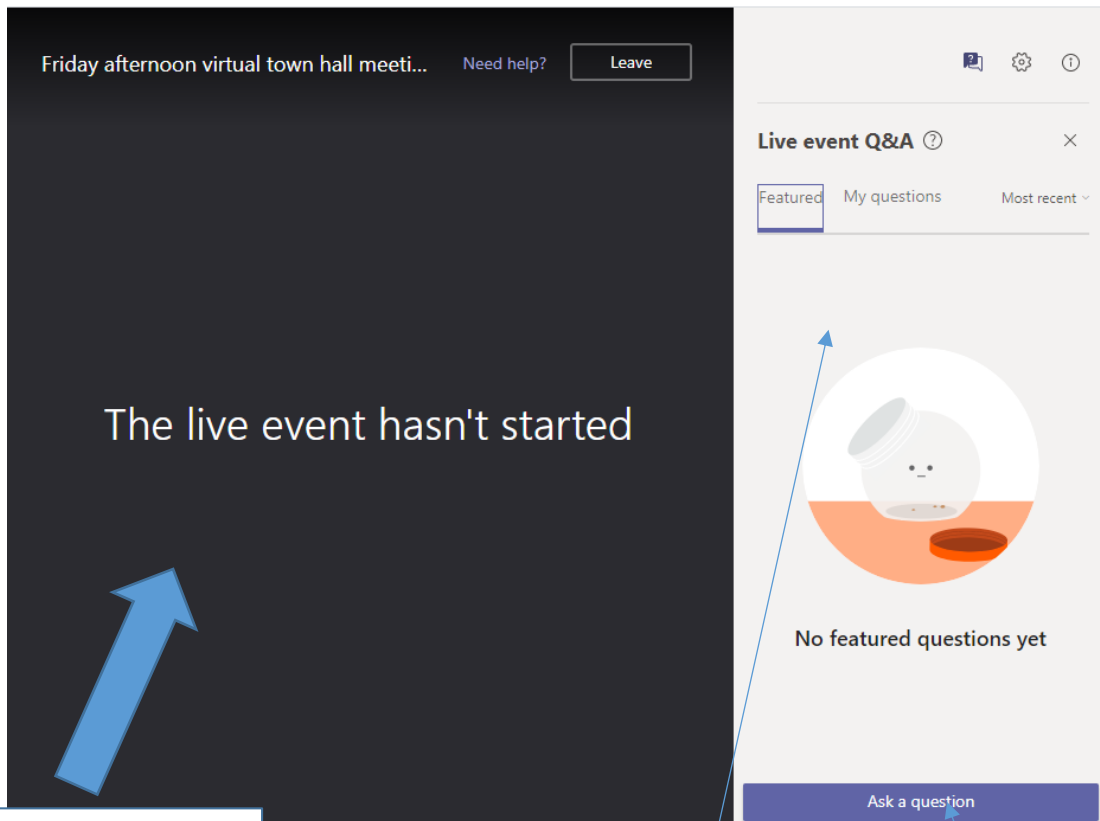 Friday afternoon virtual town hall meeti... Need help? Leave
Live event Q&A
Featured My questions Most recent
The live event hasn't started
No featured questions yet
Ask a question